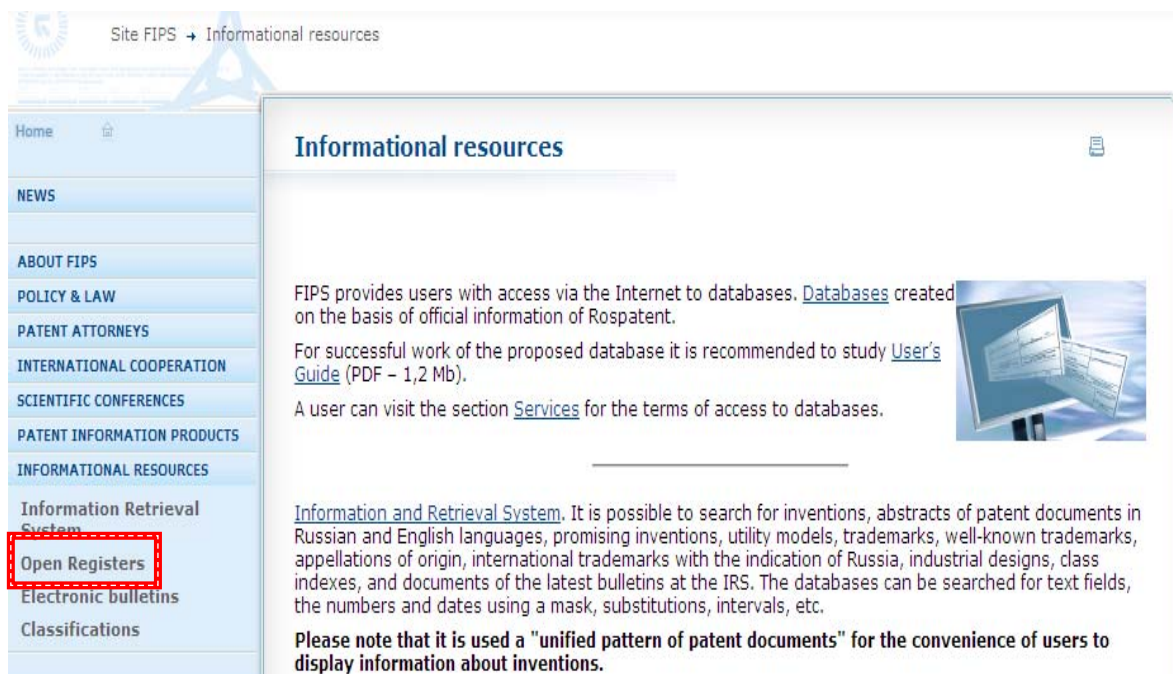 Site FIPS → Informational resources
Home
NEWS
ABOUT FIPS
POLICY & LAW
PATENT ATTORNEYS
INTERNATIONAL COOPERATION
SCIENTIFIC CONFERENCES
PATENT INFORMATION PRODUCTS
INFORMATIONAL RESOURCES
Information Retrieval
System
Open Registers
Electronic bulletins
Classifications
Informational resources
FIPS provides users with access via the Internet to databases. Databases created
on the basis of official information of Rospatent.
For successful work of the proposed database it is recommended to study User's
Guide (PDF – 1,2 Mb).
A user can visit the section Services for the terms of access to databases.
Information and Retrieval System. It is possible to search for inventions, abstracts of patent documents in
Russian and English languages, promising inventions, utility models, trademarks, well-known trademarks,
appellations of origin, international trademarks with the indication of Russia, industrial designs, class
indexes, and documents of the latest bulletins at the IRS. The databases can be searched for text fields,
the numbers and dates using a mask, substitutions, intervals, etc.
Please note that it is used a "unified pattern of patent documents" for the convenience of users to
display information about inventions.